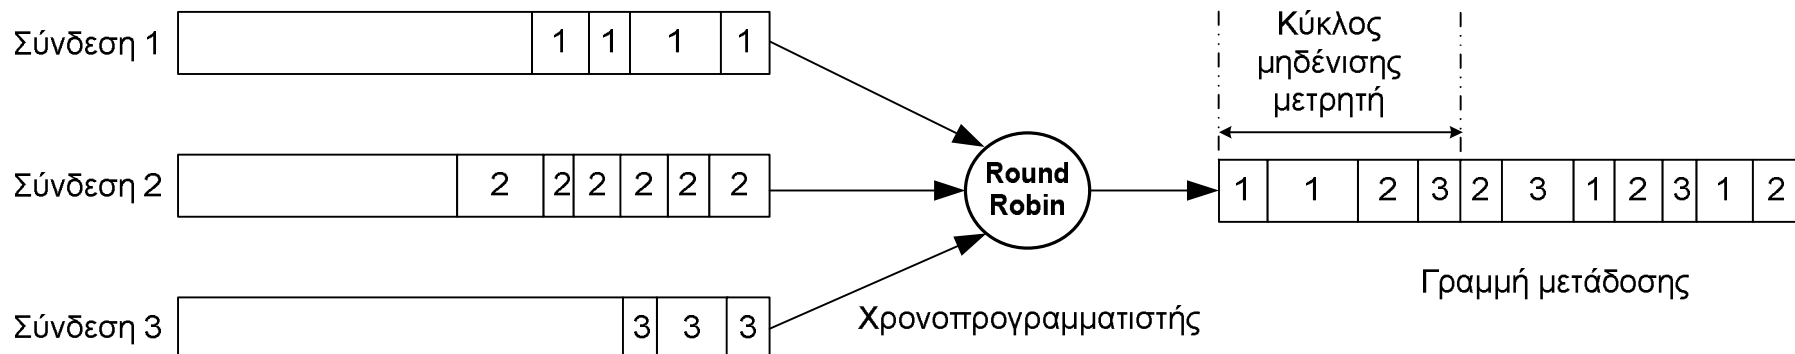 Σύνδεση 1
1 1 1 1
Σύνδεση 2
2 2 2 2 2 2
Σύνδεση 3
3 3 3
Round
Robin
Χρονοπρογραμματιστής
Κύκλος
μηδένισης
μετρητή
1 1 2 3 2 3 1 2 3 1 2
Γραμμή μετάδοσης